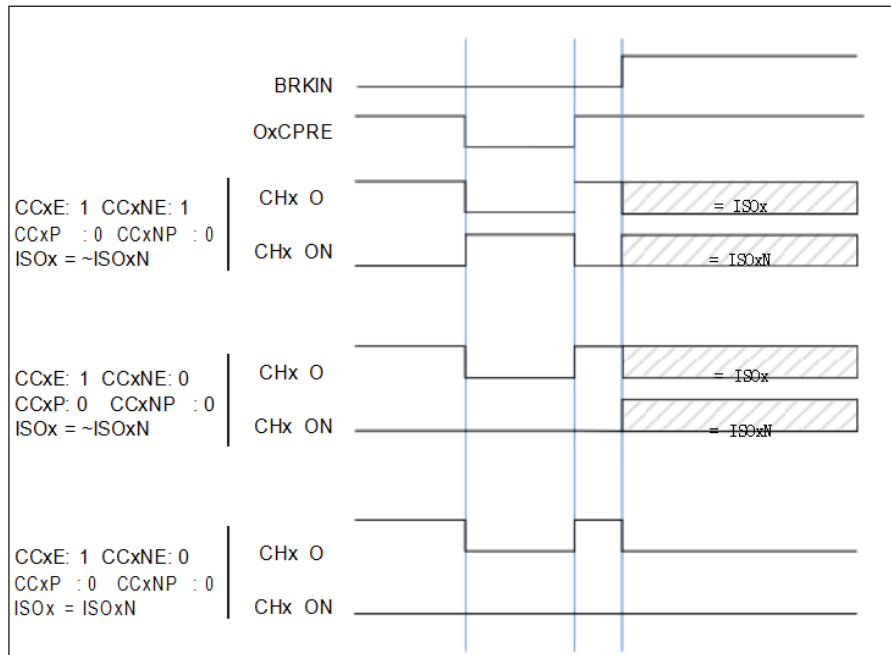 BRKIN
OxCPRE
CCxE: 1 CCxNE: 1
CCxP :0 CCxNP :0
ISOx = ~ISOxN
CHx O
= ISOx
CHx ON
= ISOxN
CCxE: 1 CCxNE: 0
CCxP: 0 CCxNP :0
ISOx = ~ISOxN
CHx O
= ISOx
CHx ON
= ISOxN
CCxE: 1 CCxNE: 0
CCxP :0 CCxNP :0
ISOx = ISOxN
CHx O
CHx ON